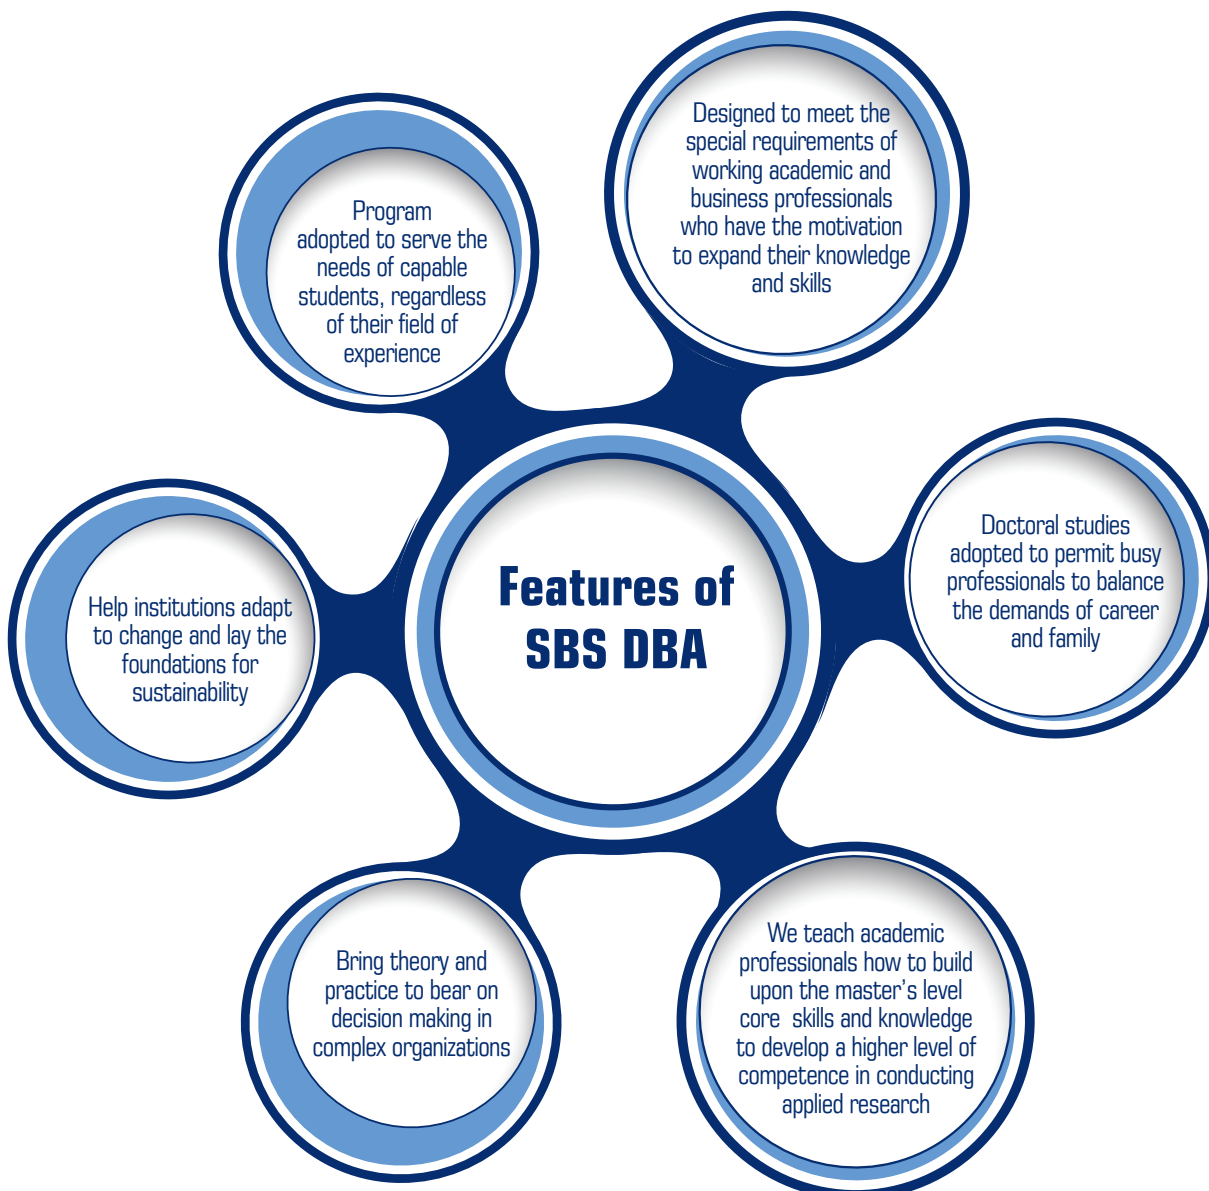 Designed to meet the
special requirements of
working academic and
business professionals
who have the motivation
to expand their knowledge
and skills
Program
adopted to serve the
needs of capable
students, regardless
of their field of
experience
Doctoral studies
adopted to permit busy
professionals to balance
the demands of career
and family
Features of
SBS DBA
Help institutions adapt
to change and lay the
foundations for
sustainability
We teach academic
professionals how to build
upon the master's level
core skills and knowledge
to develop a higher level of
competence in conducting
applied research
Bring theory and
practice to bear on
decision making in
complex organizations